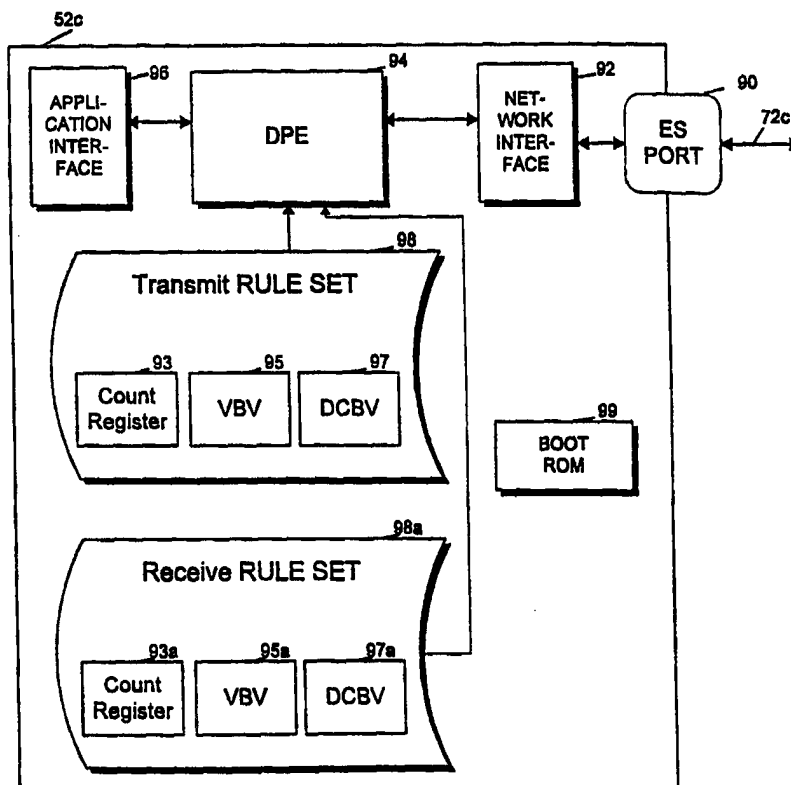 52c
96
94
92
90
APPLI-
CATION
INTER-
FACE
DPE
NET-
WORK
INTER-
FACE
ES
PORT
72c
98
Transmit RULE SET
93
95
97
Count
Register
VBV
DCBV
99
BOOT
ROM
98a
Receive RULE SET
93a
95a
97a
Count
Register
VBV
DCBV